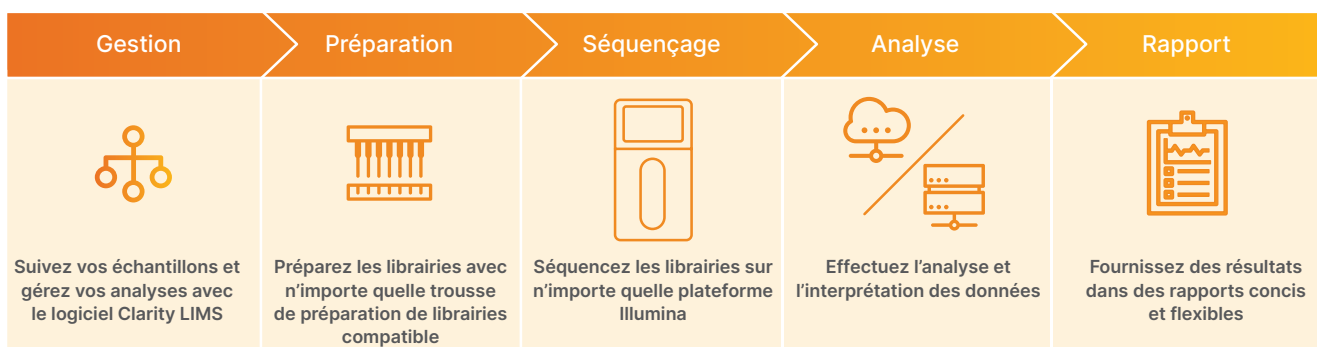 Gestion
Préparation
Séquençage
Analyse
Rapport
Suivez vos échantillons et
gérez vos analyses avec
le logiciel Clarity LIMS
Préparez les librairies avec
n’importe quelle trousse
de préparation de librairies
compatible
Séquencez les librairies sur
n’importe quelle plateforme
Illumina
Effectuez l’analyse et
l’interprétation des données
Fournissez des résultats
dans des rapports concis
et flexibles